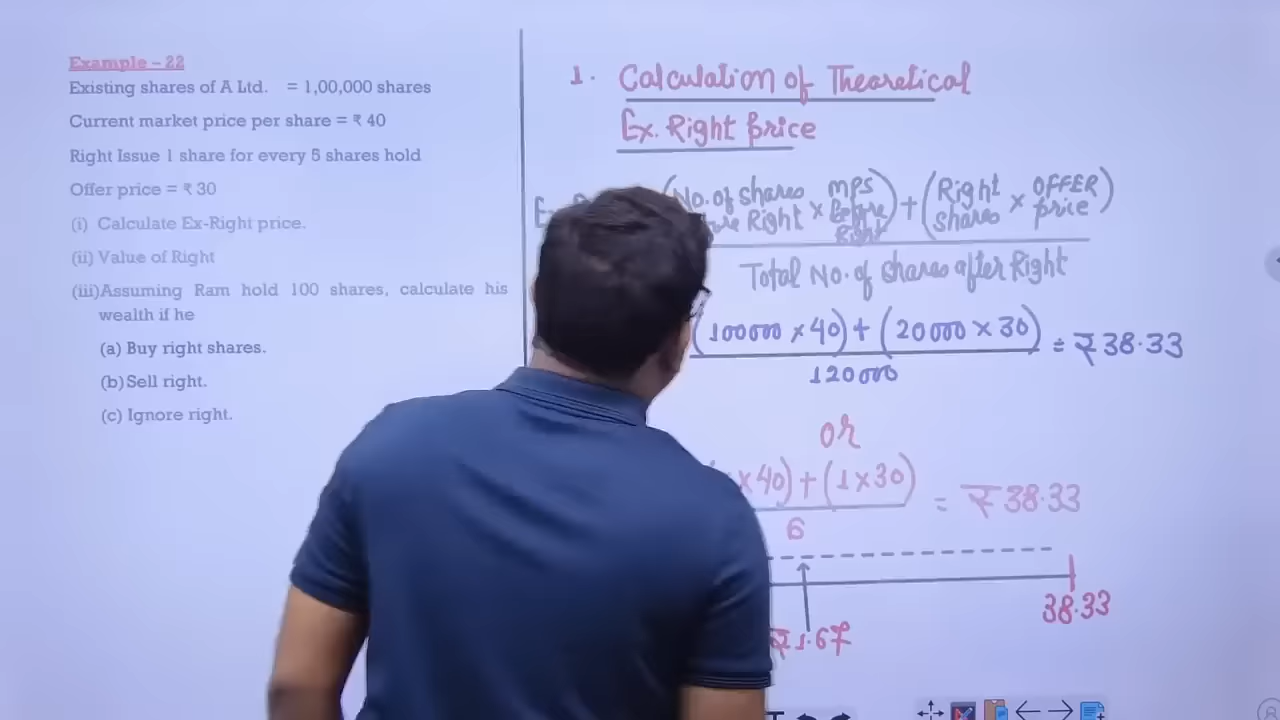 Example – 22
Existing shares of A Ltd. = 1,00,000 shares
Current market price per share = ₹ 40
Right Issue 1 share for every 5 shares hold
Offer price = ₹ 30
(i) Calculate Ex-Right price.
(ii) Value of Right
(iii)Assuming Ram hold 100 shares, calculate his
wealth if he
(a) Buy right shares.
(b) Sell right.
(c) Ignore right.
1. Calculation of Theoretical
Ex. Right price
(No. of shares Right × MPS before Right) + (Right shares × OFFER price)
Total No. of shares after Right
(100000 × 40) + (20000 × 30) = ₹38.33
120000
or
× 40) + (1 × 30) = ₹38.33
6
38.33
₹1.67